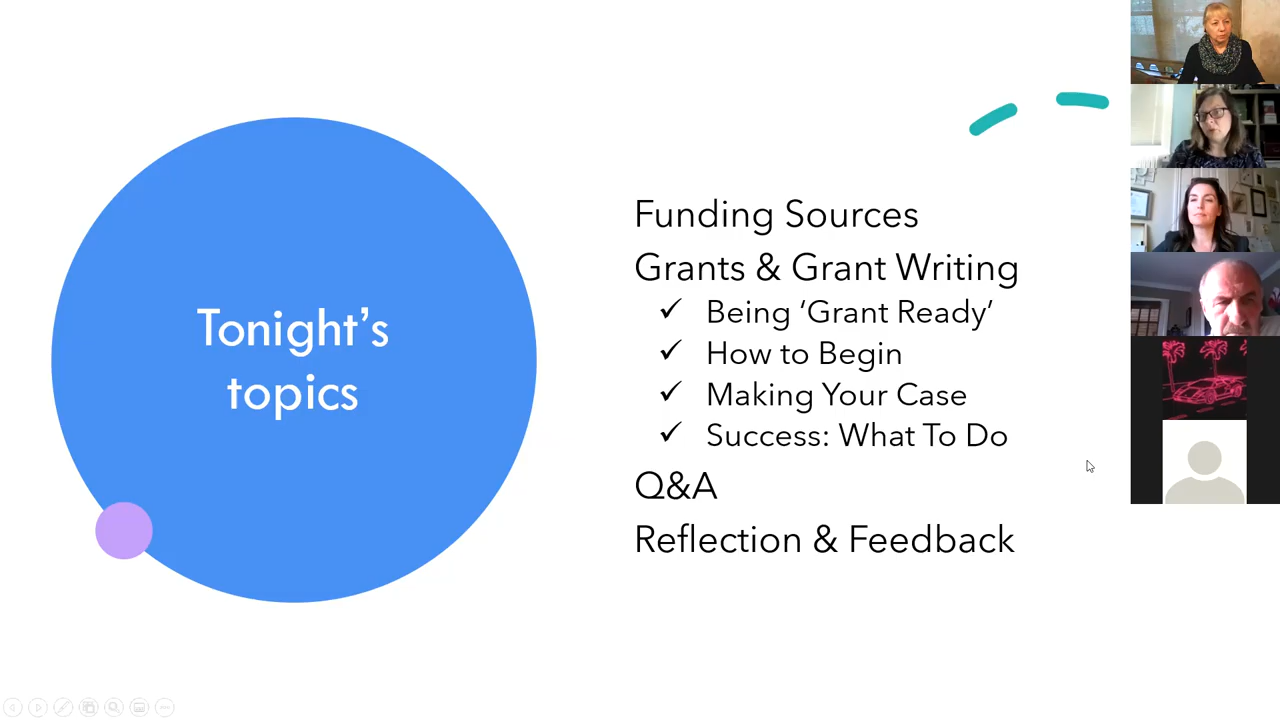 Tonight’s
topics
Funding Sources
Grants & Grant Writing
✓ Being ‘Grant Ready’
✓ How to Begin
✓ Making Your Case
✓ Success: What To Do
Q&A
Reflection & Feedback